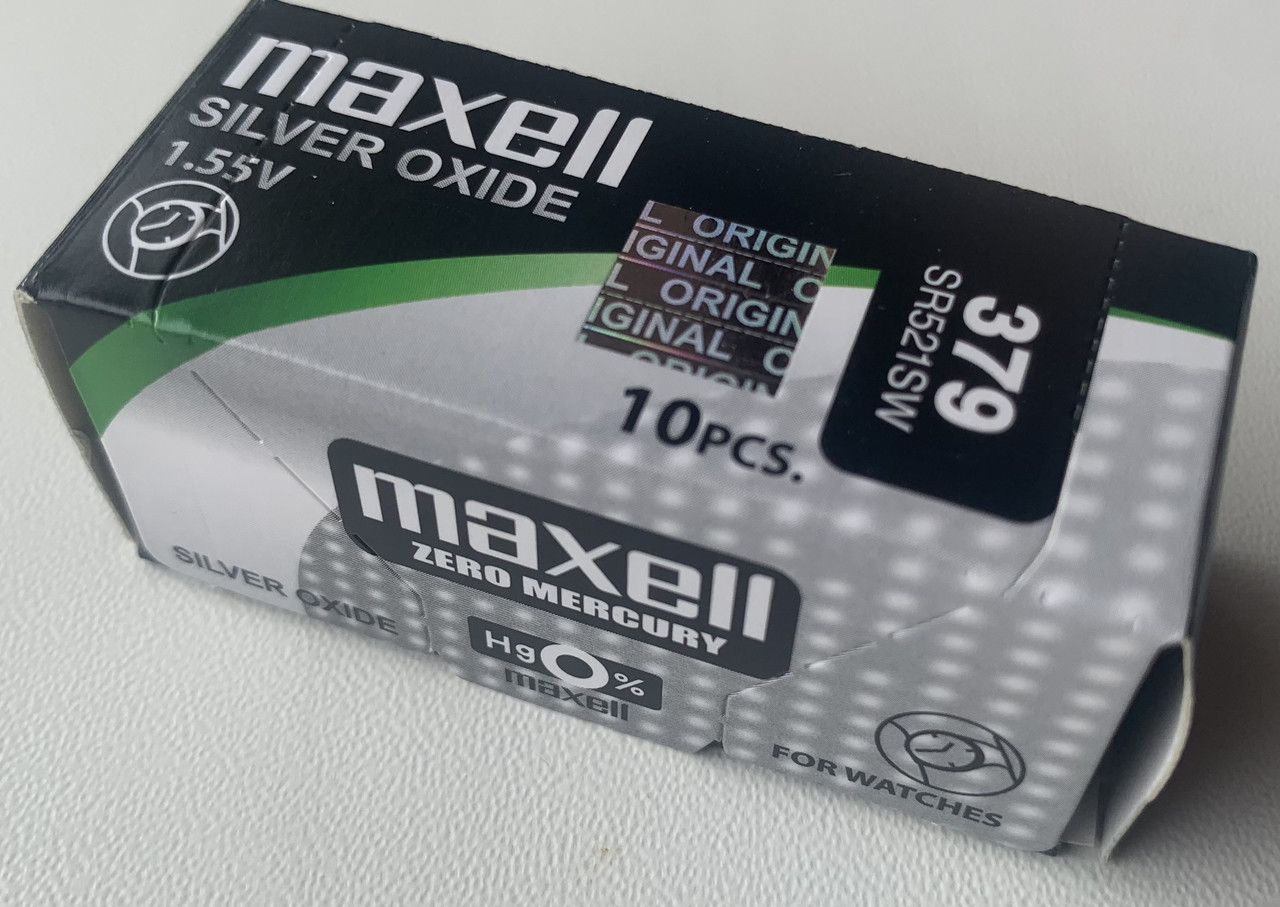 maxell
SILVER OXIDE
1.55V
L ORIGIN
IGINAL O
L ORIGIN
IGINAL O
L ORIGIN
10PCS.
379
SR521SW
maxell
ZERO MERCURY
SILVER OXIDE
Hg0%
maxell
FOR WATCHES